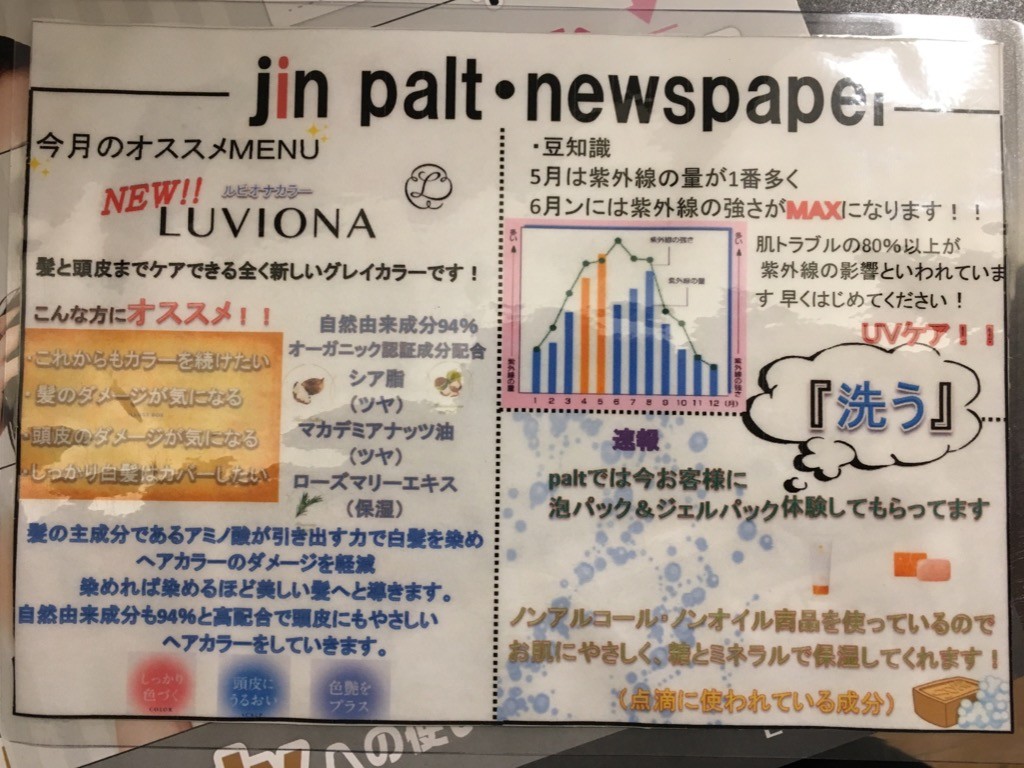 jin palt・newspaper
今月のオススメMENU
NEW!!
ルビオナカラー
LUVIONA
髪と頭皮までケアできる全く新しいグレイカラーです！
こんな方にオススメ！！
・これからもカラーを続けたい
・髪のダメージが気になる
・頭皮のダメージが気になる
・しっかり白髪はカバーしたい
自然由来成分94%
オーガニック認証成分配合
シア脂
（ツヤ）
マカデミアナッツ油
（ツヤ）
ローズマリーエキス
（保湿）
髪の主成分であるアミノ酸が引き出す力で白髪を染め
ヘアカラーのダメージを軽減
染めれば染めるほど美しい髪へと導きます。
自然由来成分も94%と高配合で頭皮にもやさしい
ヘアカラーをしていきます。
しっかり
色づく
COLOR
頭皮に
うるおい
色艶を
プラス
・豆知識
5月は紫外線の量が1番多く
6月ンには紫外線の強さがMAXになります！！
多い
多い
紫外線の強さ
紫外線の量
紫外線の量
紫外線の強さ
1 2 3 4 5 6 7 8 9 10 11 12 (月)
肌トラブルの80%以上が
紫外線の影響といわれていま
す 早くはじめてください！
UVケア！！
『洗う』
速報
paltでは今お客様に
泡パック＆ジェルパック体験してもらってます
ノンアルコール・ノンオイル商品を使っているので
お肌にやさしく、糖とミネラルで保湿してくれます！
（点滴に使われている成分）
の使い